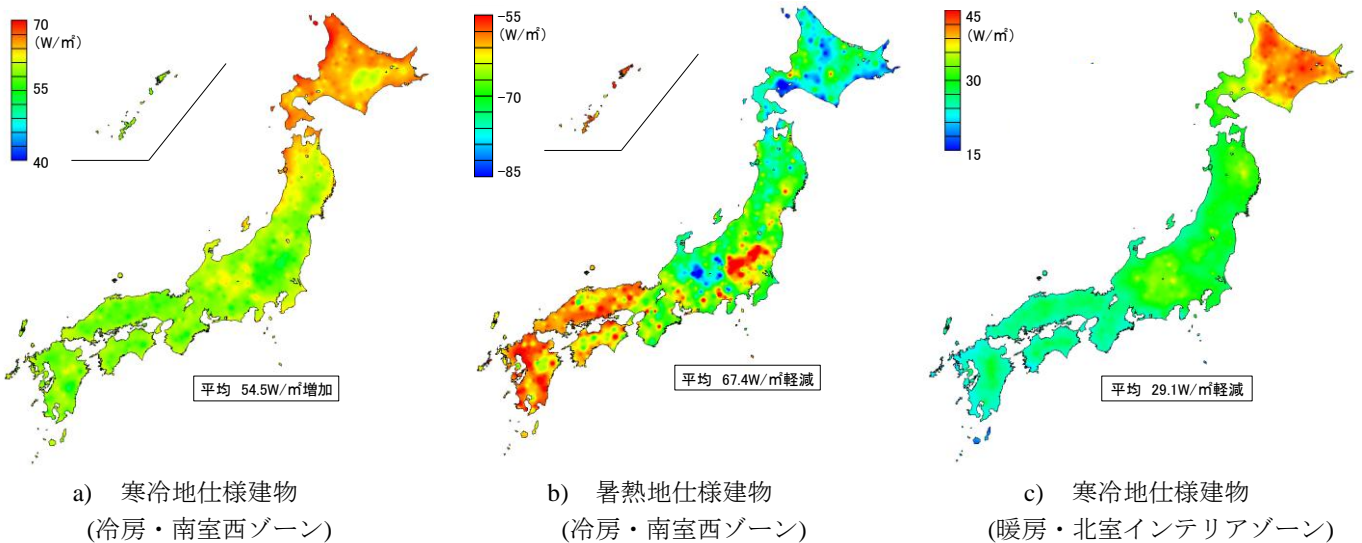 70
(W/㎡)
55
40
平均 54.5W/㎡増加
a) 寒冷地仕様建物
(冷房・南室西ゾーン)
-55
(W/㎡)
-70
-85
平均 67.4W/㎡軽減
b) 暑熱地仕様建物
(冷房・南室西ゾーン)
45
(W/㎡)
30
15
平均 29.1W/㎡軽減
c) 寒冷地仕様建物
(暖房・北室インテリアゾーン)